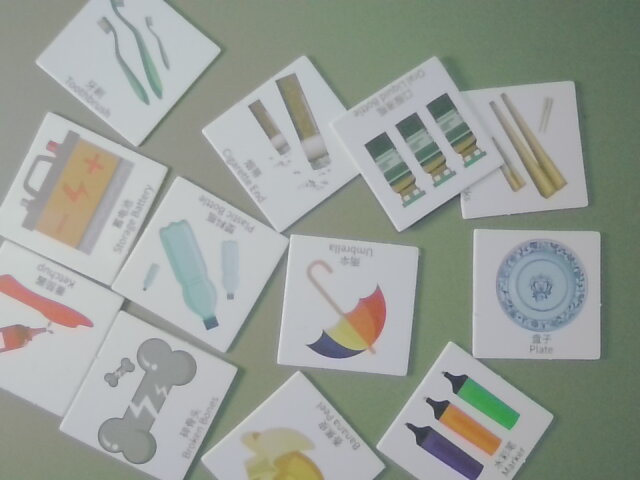 牙刷
Toothbrush
烟蒂
Cigarette End
口服液瓶
Oral Liquid Bottle
蓄电池
Storage Battery
塑料瓶
Plastic Bottle
雨伞
Umbrella
盘子
Plate
番茄酱
Ketchup
碎骨头
Broken Bones
香蕉皮
Banana Peel
水彩笔
Marker